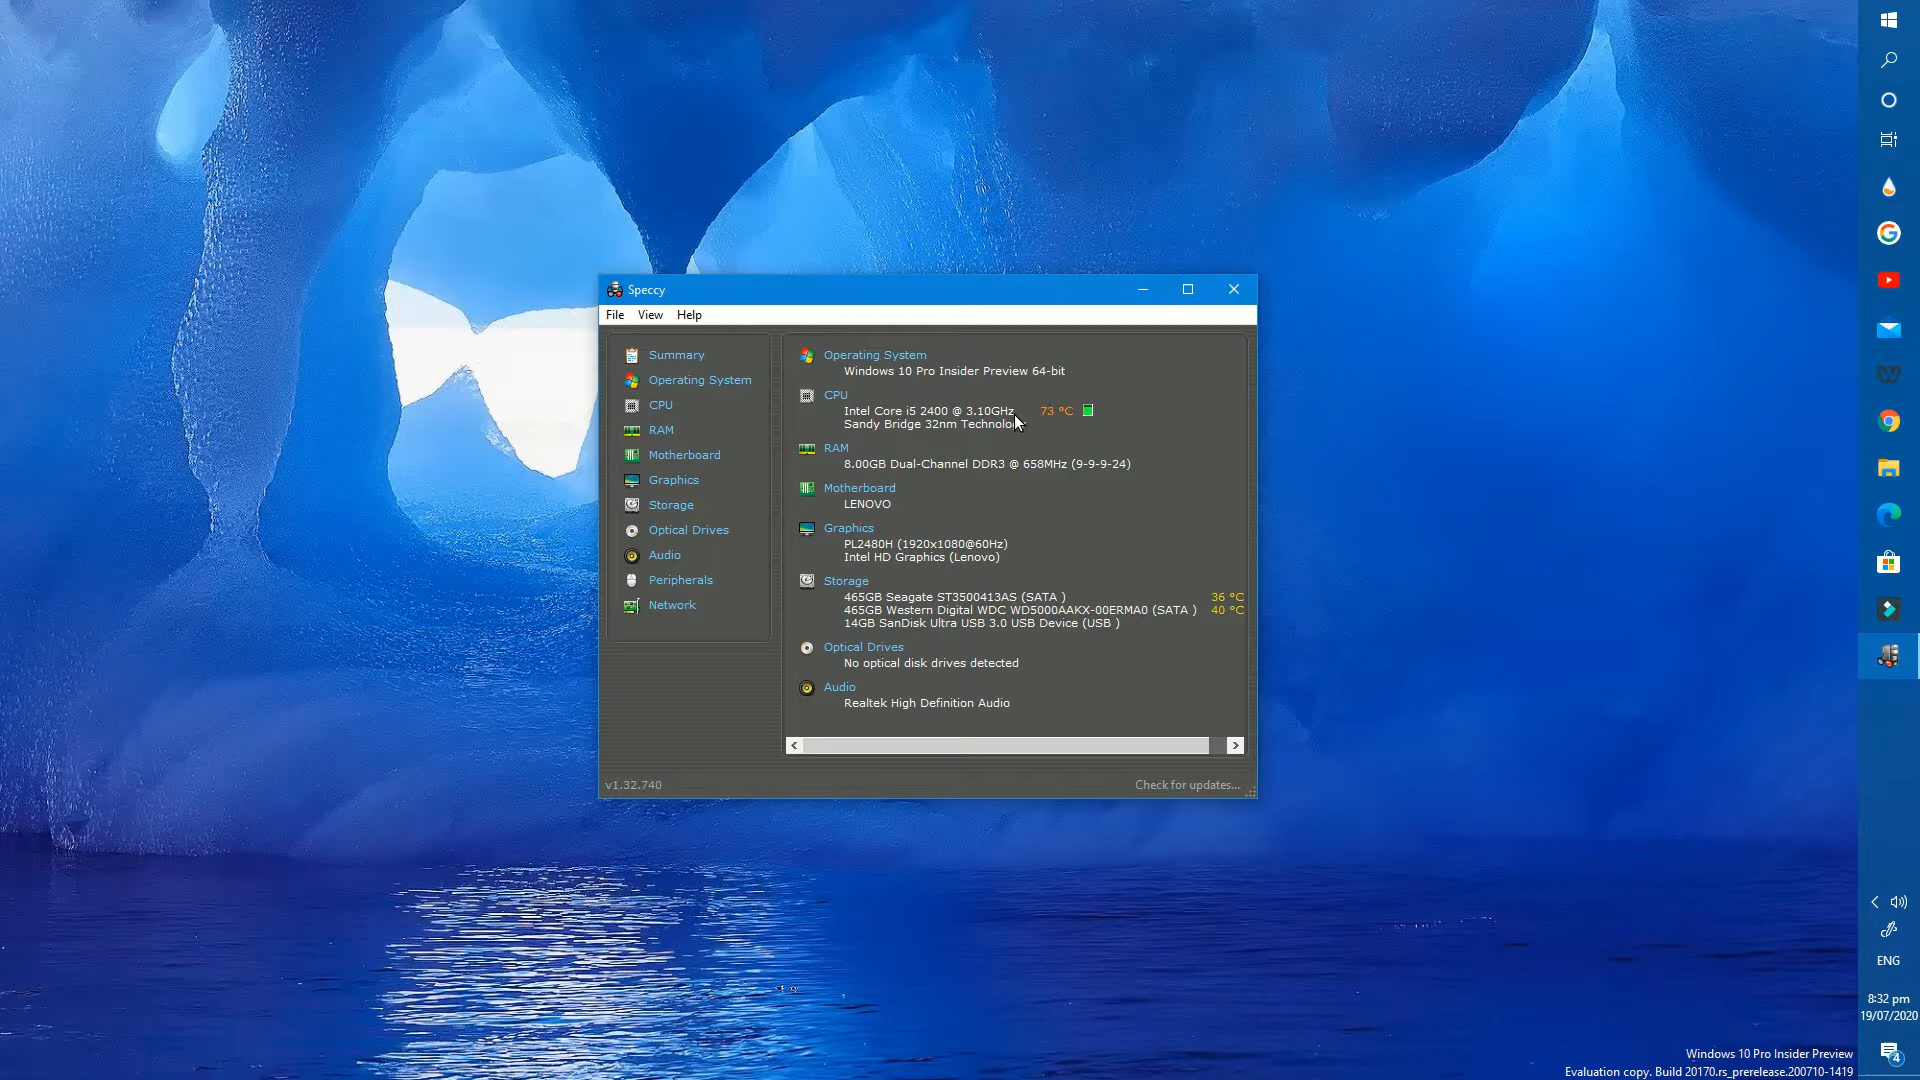 Speccy
File View Help
Summary
Operating System
CPU
RAM
Motherboard
Graphics
Storage
Optical Drives
Audio
Peripherals
Network
Operating System
Windows 10 Pro Insider Preview 64-bit
CPU
Intel Core i5 2400 @ 3.10GHz 73 °C
Sandy Bridge 32nm
RAM
8.00GB Dual-Channel DDR3 @ 658MHz (9-9-9-24)
Motherboard
LENOVO
Graphics
PL2480H (1920x1080@60Hz)
Intel HD Graphics (Lenovo)
Storage
465GB Seagate ST3500413AS (SATA ) 36 °C
465GB Western Digital WDC WD5000AAKX-00ERMA0 (SATA ) 40 °C
14GB SanDisk Ultra USB 3.0 USB Device (USB )
Optical Drives
No optical disk drives detected
Audio
Realtek High Definition Audio
v1.32.740
Check for updates...
ENG
8:32 pm
19/07/2020
4
Windows 10 Pro Insider Preview
Evaluation copy. Build 20170.rs_prerelease.200710-1419